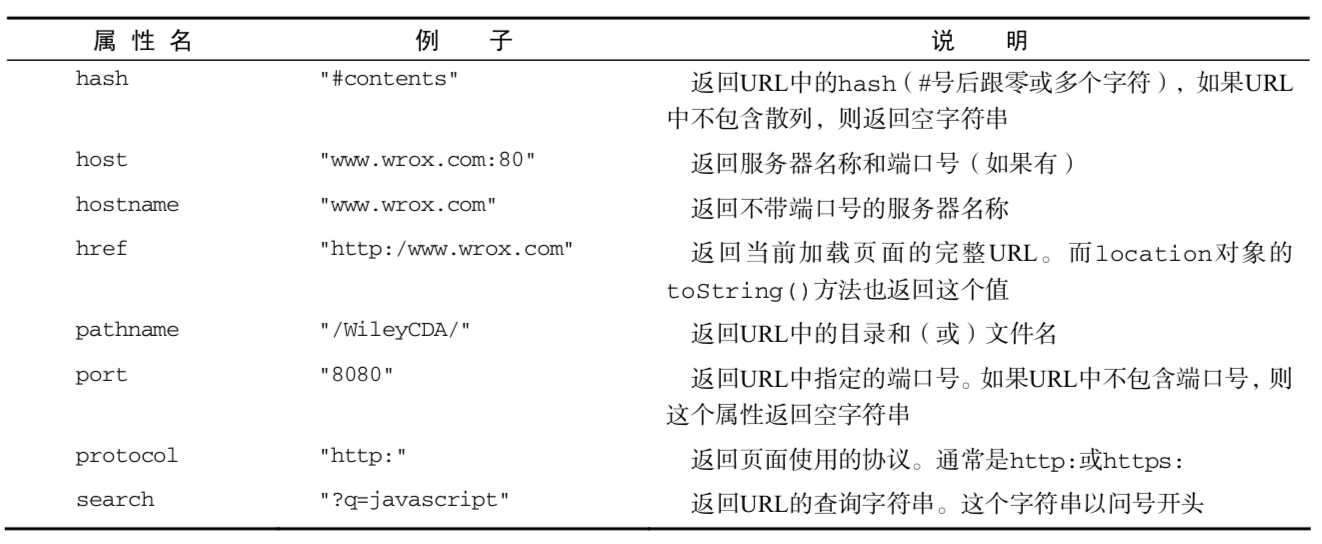 属 性 名 例 子 说 明
hash "#contents" 返回URL中的hash（#号后跟零或多个字符），如果URL
中不包含散列，则返回空字符串
host "www.wrox.com:80" 返回服务器名称和端口号（如果有）
hostname "www.wrox.com" 返回不带端口号的服务器名称
href "http:/www.wrox.com" 返回当前加载页面的完整URL。而location对象的
toString()方法也返回这个值
pathname "/WileyCDA/" 返回URL中的目录和（或）文件名
port "8080" 返回URL中指定的端口号。如果URL中不包含端口号，则
这个属性返回空字符串
protocol "http:" 返回页面使用的协议。通常是http:或https:
search "?q=javascript" 返回URL的查询字符串。这个字符串以问号开头